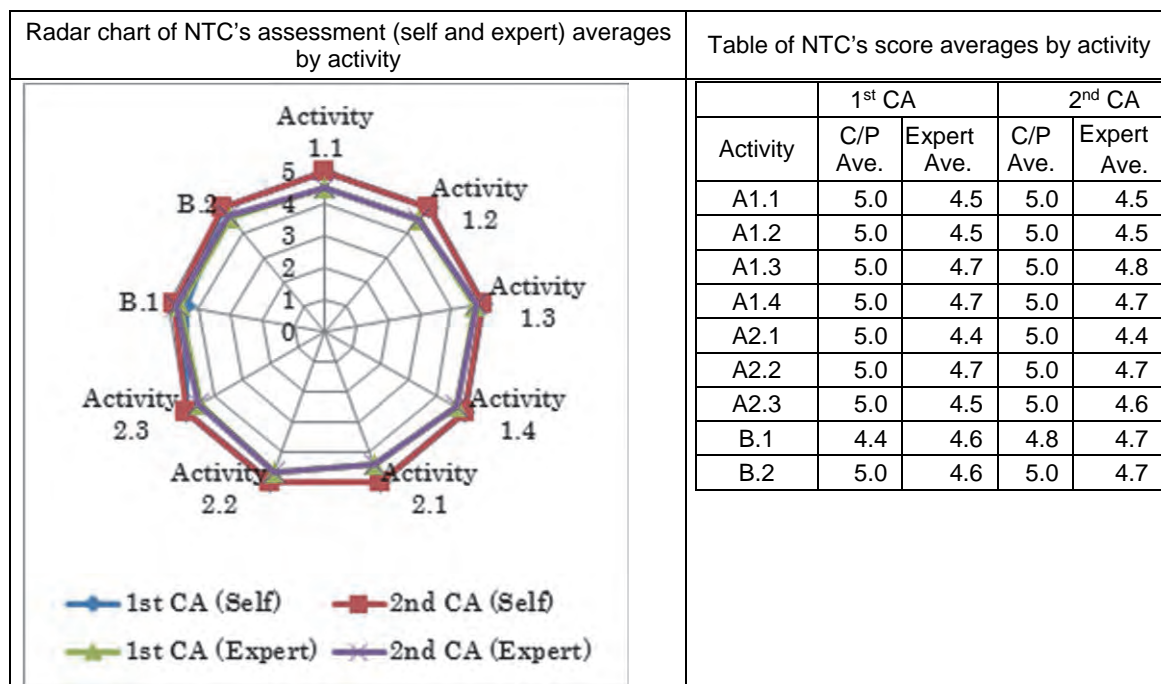 Radar chart of NTC’s assessment (self and expert) averages
by activity
Table of NTC’s score averages by activity
Activity
1.1
Activity
1.2
Activity
1.3
Activity
1.4
Activity
2.1
Activity
2.2
Activity
2.3
B.1
B.2
5
4
3
2
1
0
1st CA (Self) 2nd CA (Self)
1st CA (Expert) 2nd CA (Expert)
1st CA 2nd CA
Activity C/P Ave. Expert Ave. C/P Ave. Expert Ave.
A1.1 5.0 4.5 5.0 4.5
A1.2 5.0 4.5 5.0 4.5
A1.3 5.0 4.7 5.0 4.8
A1.4 5.0 4.7 5.0 4.7
A2.1 5.0 4.4 5.0 4.4
A2.2 5.0 4.7 5.0 4.7
A2.3 5.0 4.5 5.0 4.6
B.1 4.4 4.6 4.8 4.7
B.2 5.0 4.6 5.0 4.7